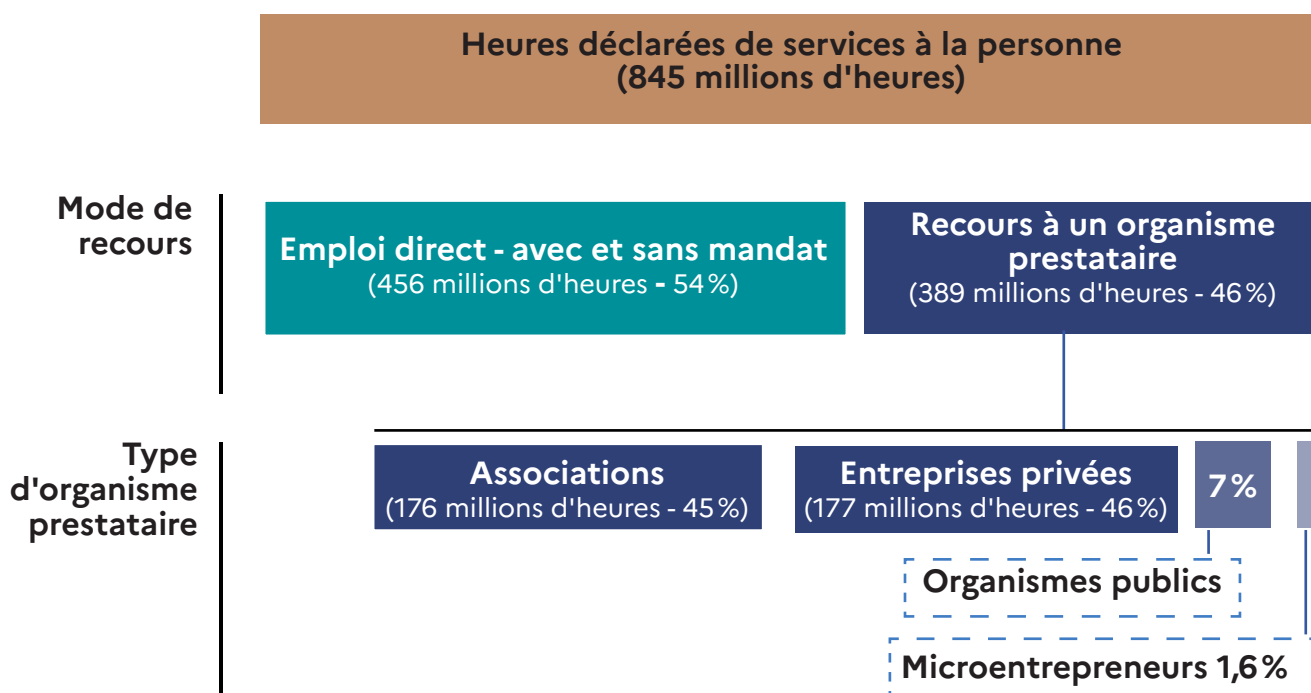 Heures déclarées de services à la personne
(845 millions d'heures)
Mode de
recours
Emploi direct - avec et sans mandat
(456 millions d'heures - 54 %)
Recours à un organisme
prestataire
(389 millions d'heures - 46 %)
Type
d'organisme
prestataire
Associations
(176 millions d'heures - 45 %)
Entreprises privées
(177 millions d'heures - 46 %)
7 %
Organismes publics
Microentrepreneurs 1,6 %